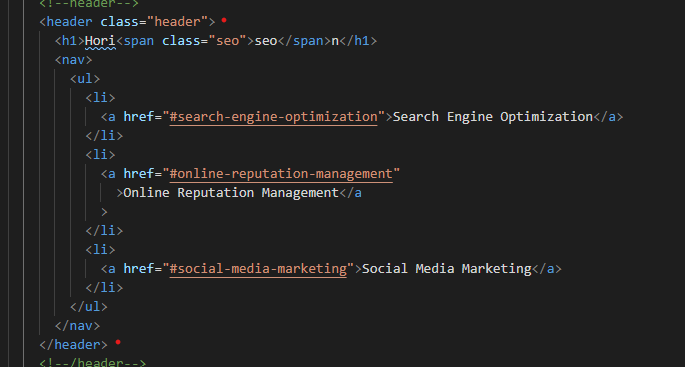 <!--header-->
<header class="header">
<h1>Hori<span class="seo">seo</span>n</h1>
<nav>
<ul>
<li>
<a href="#search-engine-optimization">Search Engine Optimization</a>
</li>
<li>
<a href="#online-reputation-management"
>Online Reputation Management</a
>
</li>
<li>
<a href="#social-media-marketing">Social Media Marketing</a>
</li>
</ul>
</nav>
</header>
<!--/header-->